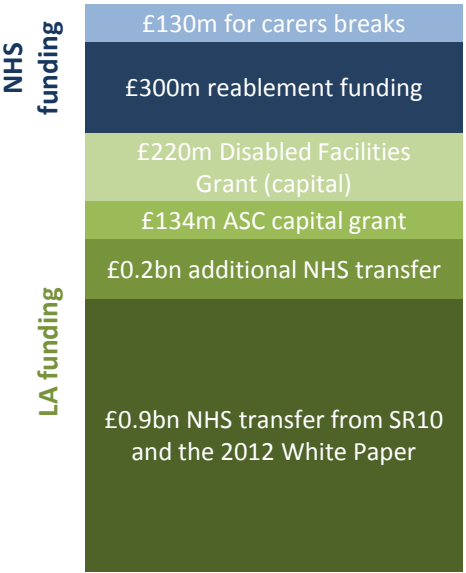 NHS
funding
£130m for carers breaks
£300m reablement funding
£220m Disabled Facilities
Grant (capital)
£134m ASC capital grant
£0.2bn additional NHS transfer
LA funding
£0.9bn NHS transfer from SR10
and the 2012 White Paper